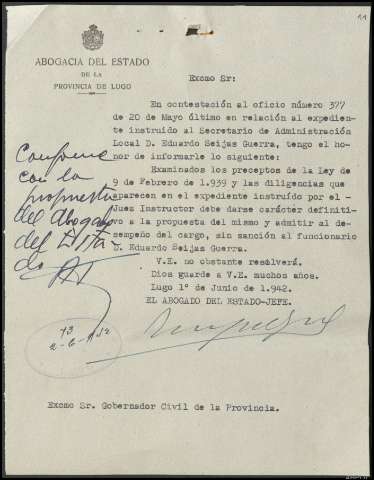 11
ABOGACIA DEL ESTADO
DE LA
PROVINCIA DE LUGO
Excmo Sr:
En contestación al oficio número 377
de 20 de Mayo último en relación al expedien-
te instruido al Secretario de Administración
Local D. Eduardo Seijas Guerra, tengo el ho-
nor de informarle lo siguiente:
Examinados los preceptos de la Ley de
9 de Febrero de 1.939 y las diligencias que
aparecen en el expediente instruido por el -
Jues Instructor debe darse carácter definiti-
vo a la propuesta del mismo y admitir al de-
sempeño del cargo, sin sanción al funcionario
D. Eduardo Seijas Guerra.
V.E. no obstante resolverá.
Dios guarde a V.E. muchos años.
Lugo 1º de Junio de 1.942.
EL ABOGADO DEL ESTADO-JEFE.
Conforme
con la
propuesta
del Abogado
del Esta-
do
73
2-6-
Excmo Sr. Gobernador Civil de la Provincia.